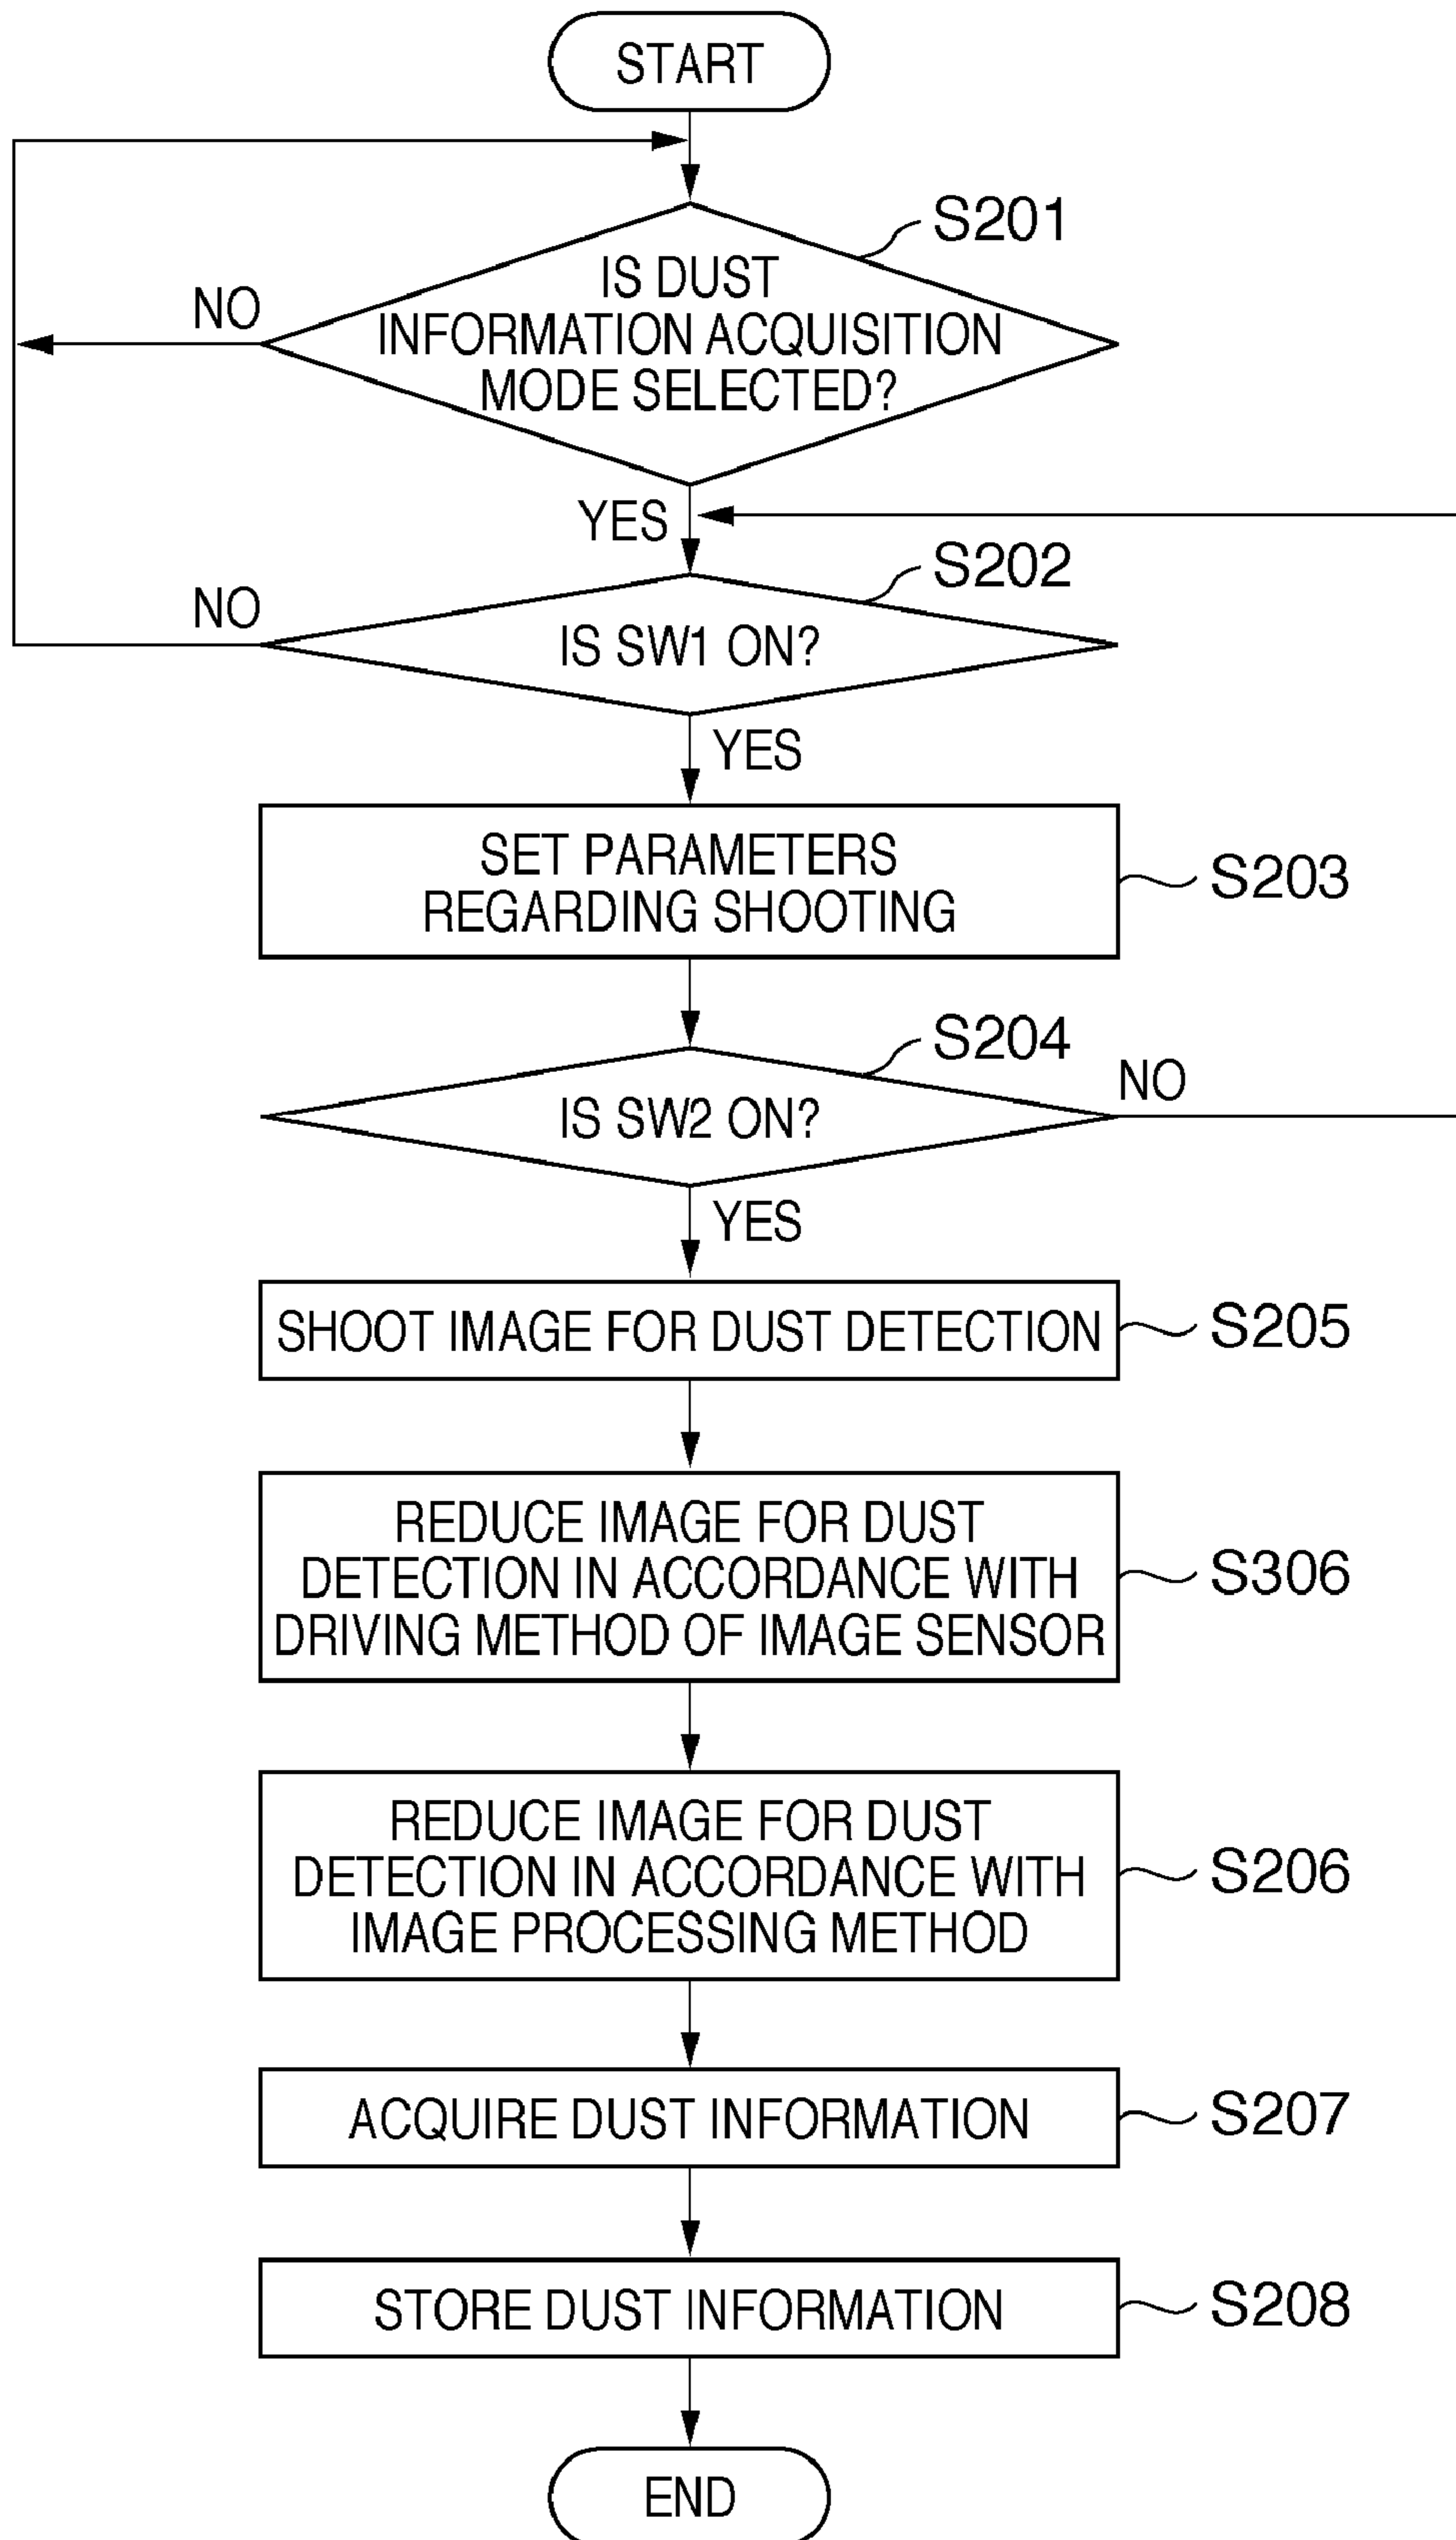 START
S201
IS DUST
INFORMATION ACQUISITION
MODE SELECTED?
NO
YES
S202
IS SW1 ON?
NO
YES
SET PARAMETERS
REGARDING SHOOTING
S203
S204
IS SW2 ON?
NO
YES
SHOOT IMAGE FOR DUST DETECTION
S205
REDUCE IMAGE FOR DUST
DETECTION IN ACCORDANCE WITH
DRIVING METHOD OF IMAGE SENSOR
S306
REDUCE IMAGE FOR DUST
DETECTION IN ACCORDANCE WITH
IMAGE PROCESSING METHOD
S206
ACQUIRE DUST INFORMATION
S207
STORE DUST INFORMATION
S208
END